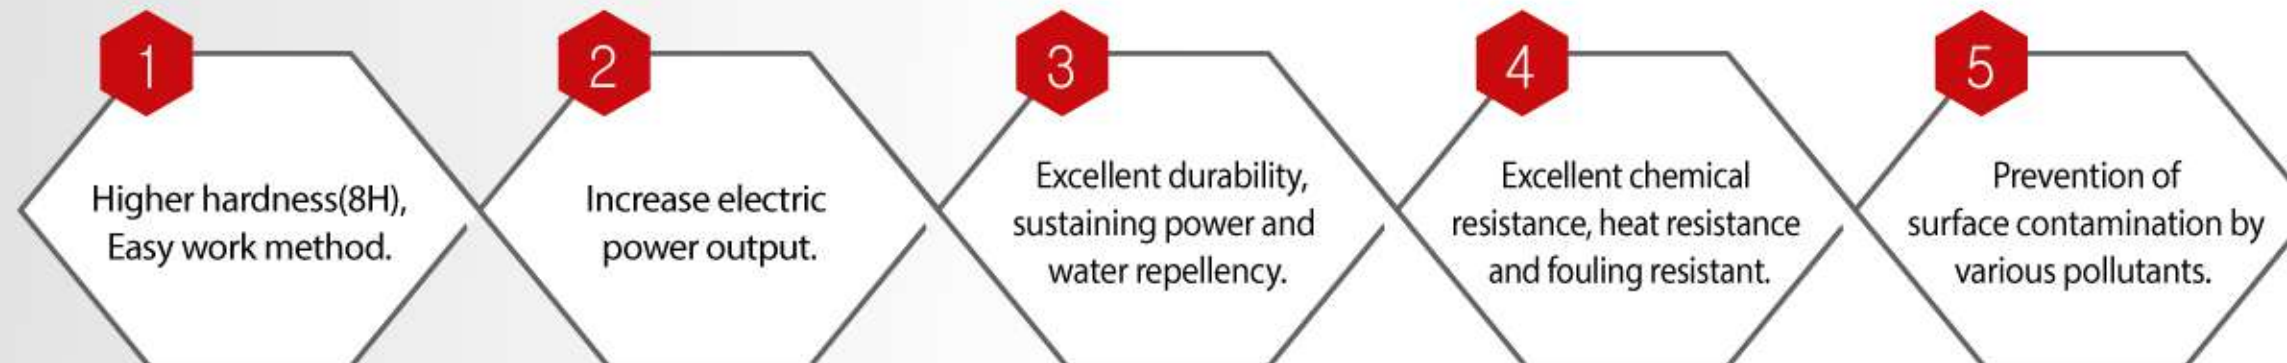 1
Higher hardness(8H),
Easy work method.
2
Increase electric
power output.
3
Excellent durability,
sustaining power and
water repellency.
4
Excellent chemical
resistance, heat resistance
and fouling resistant.
5
Prevention of
surface contamination by
various pollutants.